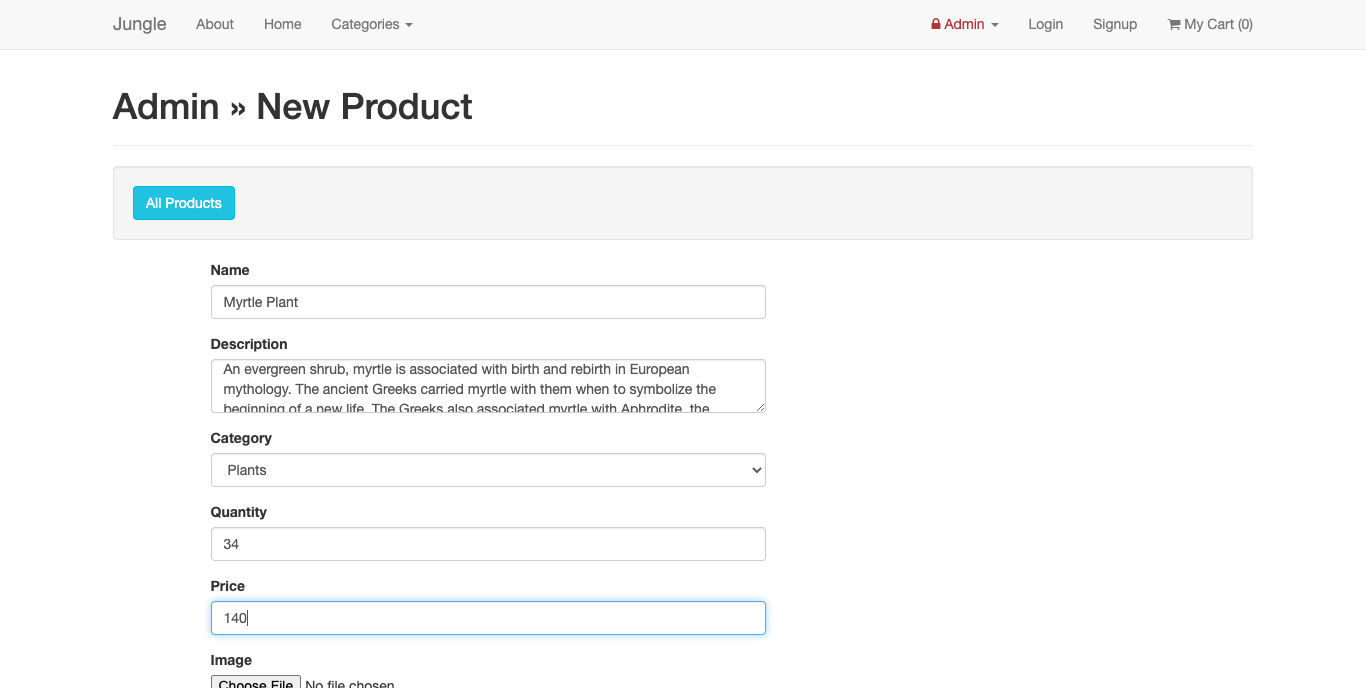 Jungle About Home Categories Admin Login Signup My Cart (0)
Admin » New Product
All Products
Name
Myrtle Plant
Description
An evergreen shrub, myrtle is associated with birth and rebirth in European
mythology. The ancient Greeks carried myrtle with them when to symbolize the
beginning of a new life. The Greeks also associated myrtle with Aphrodite, the
Category
Plants
Quantity
34
Price
140
Image
Choose File No file chosen